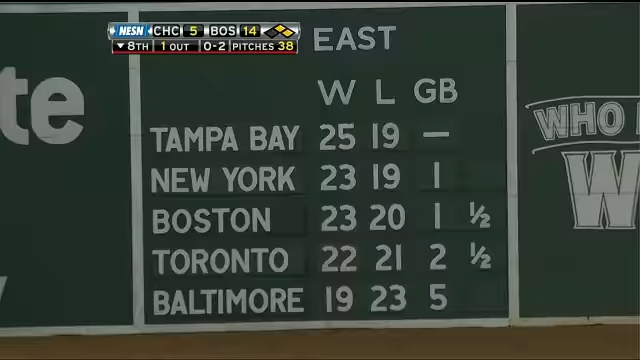 NESN CHC 5 BOS 14
▼ 8TH 1 OUT 0-2 PITCHES 38
EAST
W L GB
te
TAMPA BAY 25 19 —
WHO
NEW YORK 23 19 1
W
BOSTON 23 20 1 ½
TORONTO 22 21 2 ½
BALTIMORE 19 23 5